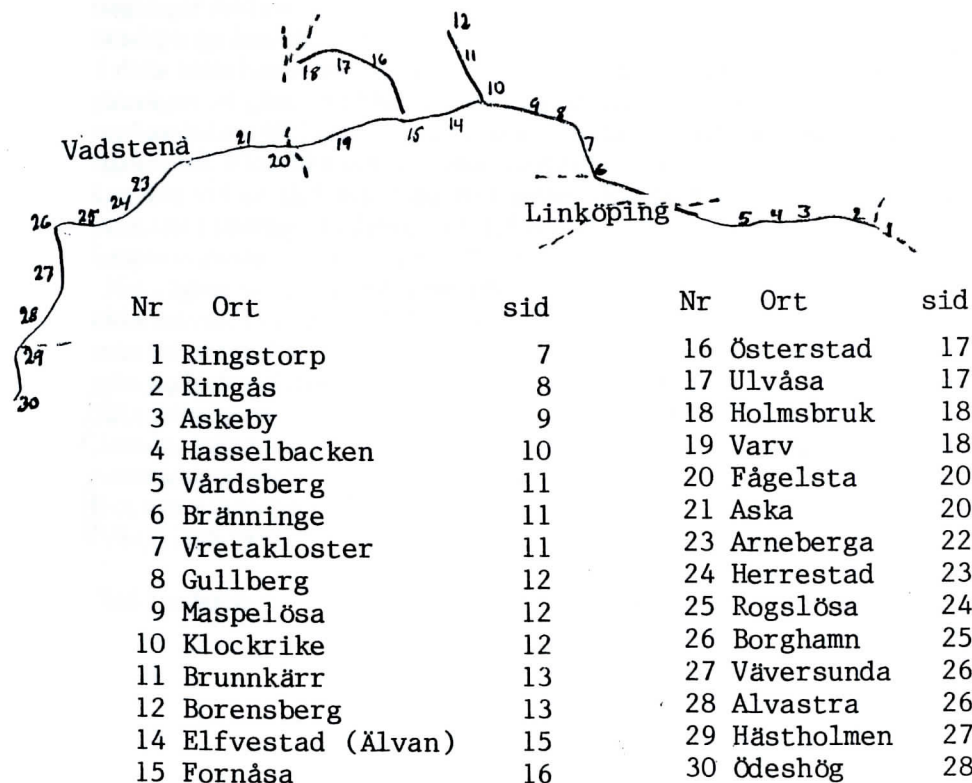 12
11
10
18 17 16
15 14
9 8
7
6
Vadstena
21
20 19
Linköping
5 4 3 2 1
23
24
25
26
27
28
29
30
Nr Ort sid
1 Ringstorp 7
2 Ringås 8
3 Askeby 9
4 Hasselbacken 10
5 Vårdsberg 11
6 Bränninge 11
7 Vretakloster 11
8 Gullberg 12
9 Maspelösa 12
10 Klockrike 12
11 Brunnkärr 13
12 Borensberg 13
14 Elfvestad (Älvan) 15
15 Fornåsa 16
Nr Ort sid
16 Österstad 17
17 Ulvåsa 17
18 Holmsbruk 18
19 Varv 18
20 Fågelsta 20
21 Aska 20
23 Arneberga 22
24 Herrestad 23
25 Rogslösa 24
26 Borghamn 25
27 Väversunda 26
28 Alvastra 26
29 Hästholmen 27
30 Ödeshög 28